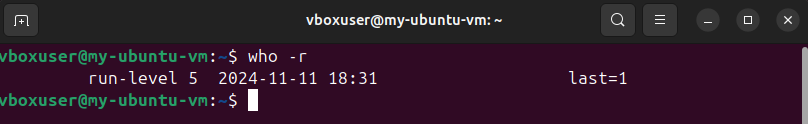 vboxuser@my-ubuntu-vm: ~
vboxuser@my-ubuntu-vm:~$ who -r
         run-level 5  2024-11-11 18:31                   last=1
vboxuser@my-ubuntu-vm:~$